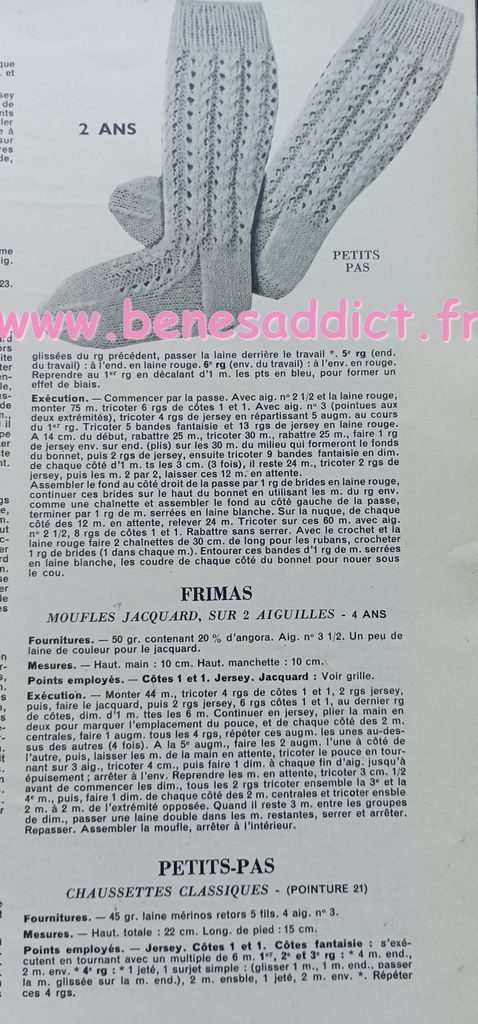 que
. et
sey
de
nts
ler
e à
sur
res
de,
2 ANS
me
ig.
23.
PETITS
PAS
www.benesaddict.fr
glissées du rg précédent, passer la laine derrière le travail *. 5ᵉ rg (end.
du travail) : à l'end. en laine rouge. 6ᵉ rg (env. du travail) : à l'env. en rouge.
Reprendre au 1ᵉʳ rg en décalant d'1 m. les pts en bleu, pour former un
effet de biais.
Exécution. — Commencer par la passe. Avec aig. nº 2 1/2 et la laine rouge,
monter 75 m. tricoter 6 rgs de côtes 1 et 1. Avec aig. nº 3 (pointues aux
deux extrémités), tricoter 4 rgs de jersey en répartissant 5 augm. au cours
du 1ᵉʳ rg. Tricoter 5 bandes fantaisie et 13 rgs de jersey en laine rouge.
A 14 cm. du début, rabattre 25 m., tricoter 30 m., rabattre 25 m., faire 1 rg
de jersey env. sur end. (plis) sur les 30 m. du milieu qui formeront le fonds
du bonnet, puis 2 rgs de jersey, ensuite tricoter 9 bandes fantaisie en dim.
de chaque côté d'1 m. ts les 3 cm. (3 fois), il reste 24 m., tricoter 2 rgs de
jersey, puis les m. 2 par 2, laisser ces 12 m. en attente.
Assembler le fond au côté droit de la passe par 1 rg de brides en laine rouge,
continuer ces brides sur le haut du bonnet en utilisant les m. du rg env.
comme une chaînette et assembler le fond au côté gauche de la passe,
terminer par 1 rg de m. serrées en laine blanche. Sur la nuque, de chaque
côté des 12 m. en attente, relever 24 m. Tricoter sur ces 60 m. avec aig.
nº 2 1/2, 8 rgs de côtes 1 et 1. Rabattre sans serrer. Avec le crochet et la
laine rouge faire 2 chaînettes de 30 cm. de long pour les rubans, crocheter
1 rg de brides (1 dans chaque m.). Entourer ces bandes d'1 rg de m. serrées
en laine blanche, les coudre de chaque côté du bonnet pour nouer sous
le cou.
FRIMAS
MOUFLES JACQUARD, SUR 2 AIGUILLES - 4 ANS
Fournitures. — 50 gr. contenant 20 % d'angora. Aig. nº 3 1/2. Un peu de
laine de couleur pour le jacquard.
Mesures. — Haut. main : 10 cm. Haut. manchette : 10 cm.
Points employés. — Côtes 1 et 1. Jersey. Jacquard : Voir grille.
Exécution. — Monter 44 m., tricoter 4 rgs de côtes 1 et 1, 2 rgs jersey,
puis, faire le jacquard, puis 2 rgs jersey, 6 rgs côtes 1 et 1, au dernier rg
de côtes, dim. d'1 m. ttes les 6 m. Continuer en jersey, plier la main en
deux pour marquer l'emplacement du pouce, et de chaque côté des 2 m.
centrales, faire 1 augm. tous les 4 rgs, répéter ces augm. les unes au-des-
sus des autres (4 fois). A la 5ᵉ augm., faire les 2 augm. l'une à côté de
l'autre, puis, laisser les m. de la main en attente, tricoter le pouce en tour-
nant sur 3 aig., tricoter 4 cm., puis faire 1 dim. à chaque fin d'aig. jusqu'à
épuisement ; arrêter à l'env. Reprendre les m. en attente, tricoter 3 cm. 1/2
avant de commencer les dim., tous les 2 rgs tricoter ensemble la 3ᵉ et la
4ᵉ m., puis, faire 1 dim. de chaque côté des 2 m. centrales et tricoter ensble
2 m. à 2 m. de l'extrémité opposée. Quand il reste 3 m. entre les groupes
de dim., passer une laine double dans les m. restantes, serrer et arrêter.
Repasser. Assembler la moufle, arrêter à l'intérieur.
PETITS-PAS
CHAUSSETTES CLASSIQUES - (POINTURE 21)
Fournitures. — 45 gr. laine mérinos retors 5 fils. 4 aig. nº 3.
Mesures. — Haut. totale : 22 cm. Long. de pied : 15 cm.
Points employés. — Jersey. Côtes 1 et 1. Côtes fantaisie : s'exé-
cutent en tournant avec un multiple de 6 m. 1ᵉʳ, 2ᵉ et 3ᵉ rg : * 4 m. end.,
2 m. env. * 4ᵉ rg : * 1 jeté, 1 surjet simple : (glisser 1 m., 1 m. end., passer
la m. glissée sur la m. end.), 2 m. ensble, 1 jeté, 2 m. env. *. Répéter
ces 4 rgs.